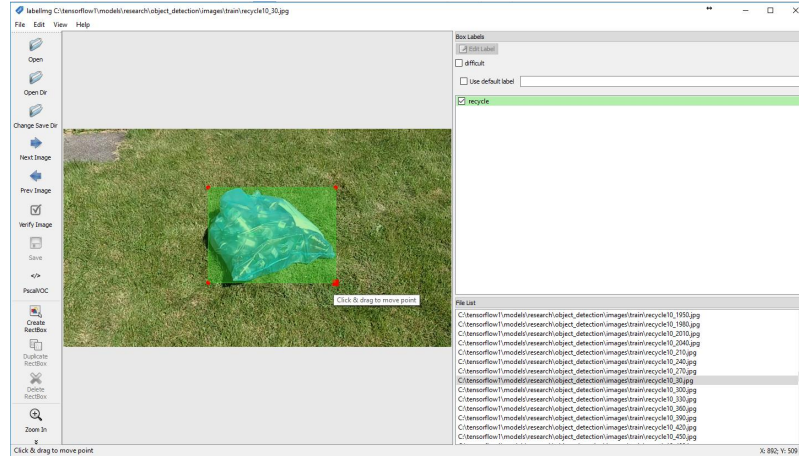 labelImg C:\tensorflow1\models\research\object_detection\images\train\recycle10_30.jpg
File Edit View Help
Open
Open Dir
Change Save Dir
Next Image
Prev Image
Verify Image
Save
</>
PscalVOC
Create
RectBox
Duplicate
RectBox
Delete
RectBox
Zoom In
Click & drag to move point
Box Labels
Edit Label
difficult
Use default label
recycle
File List
C:\tensorflow1\models\research\object_detection\images\train\recycle10_1950.jpg
C:\tensorflow1\models\research\object_detection\images\train\recycle10_1980.jpg
C:\tensorflow1\models\research\object_detection\images\train\recycle10_2010.jpg
C:\tensorflow1\models\research\object_detection\images\train\recycle10_2040.jpg
C:\tensorflow1\models\research\object_detection\images\train\recycle10_210.jpg
C:\tensorflow1\models\research\object_detection\images\train\recycle10_240.jpg
C:\tensorflow1\models\research\object_detection\images\train\recycle10_270.jpg
C:\tensorflow1\models\research\object_detection\images\train\recycle10_30.jpg
C:\tensorflow1\models\research\object_detection\images\train\recycle10_300.jpg
C:\tensorflow1\models\research\object_detection\images\train\recycle10_330.jpg
C:\tensorflow1\models\research\object_detection\images\train\recycle10_360.jpg
C:\tensorflow1\models\research\object_detection\images\train\recycle10_390.jpg
C:\tensorflow1\models\research\object_detection\images\train\recycle10_420.jpg
C:\tensorflow1\models\research\object_detection\images\train\recycle10_450.jpg
Click & drag to move point
X: 892; Y: 509